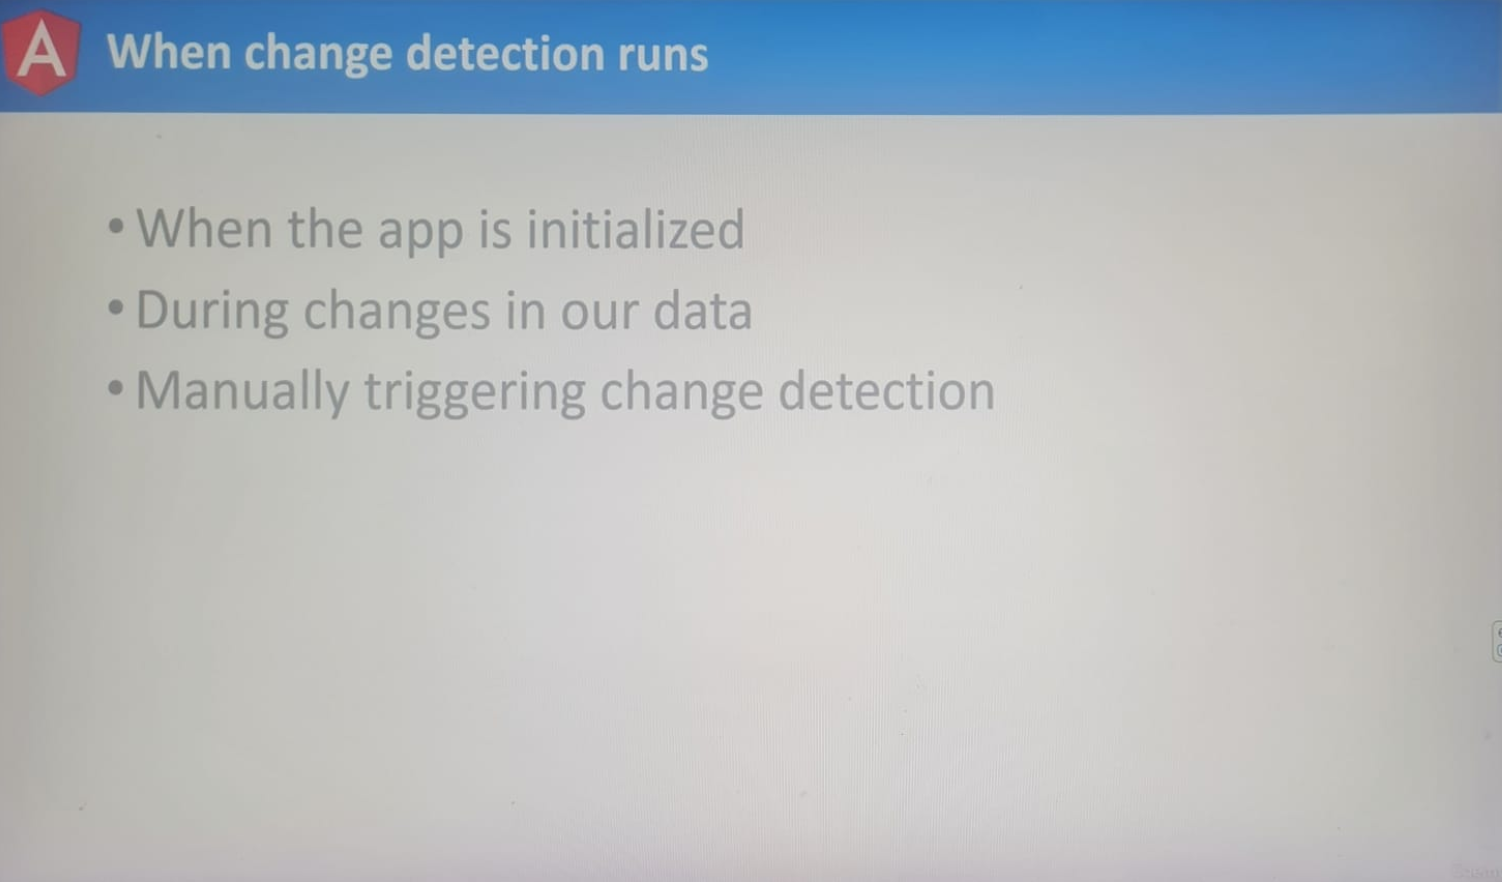 A
When change detection runs
• When the app is initialized
• During changes in our data
• Manually triggering change detection